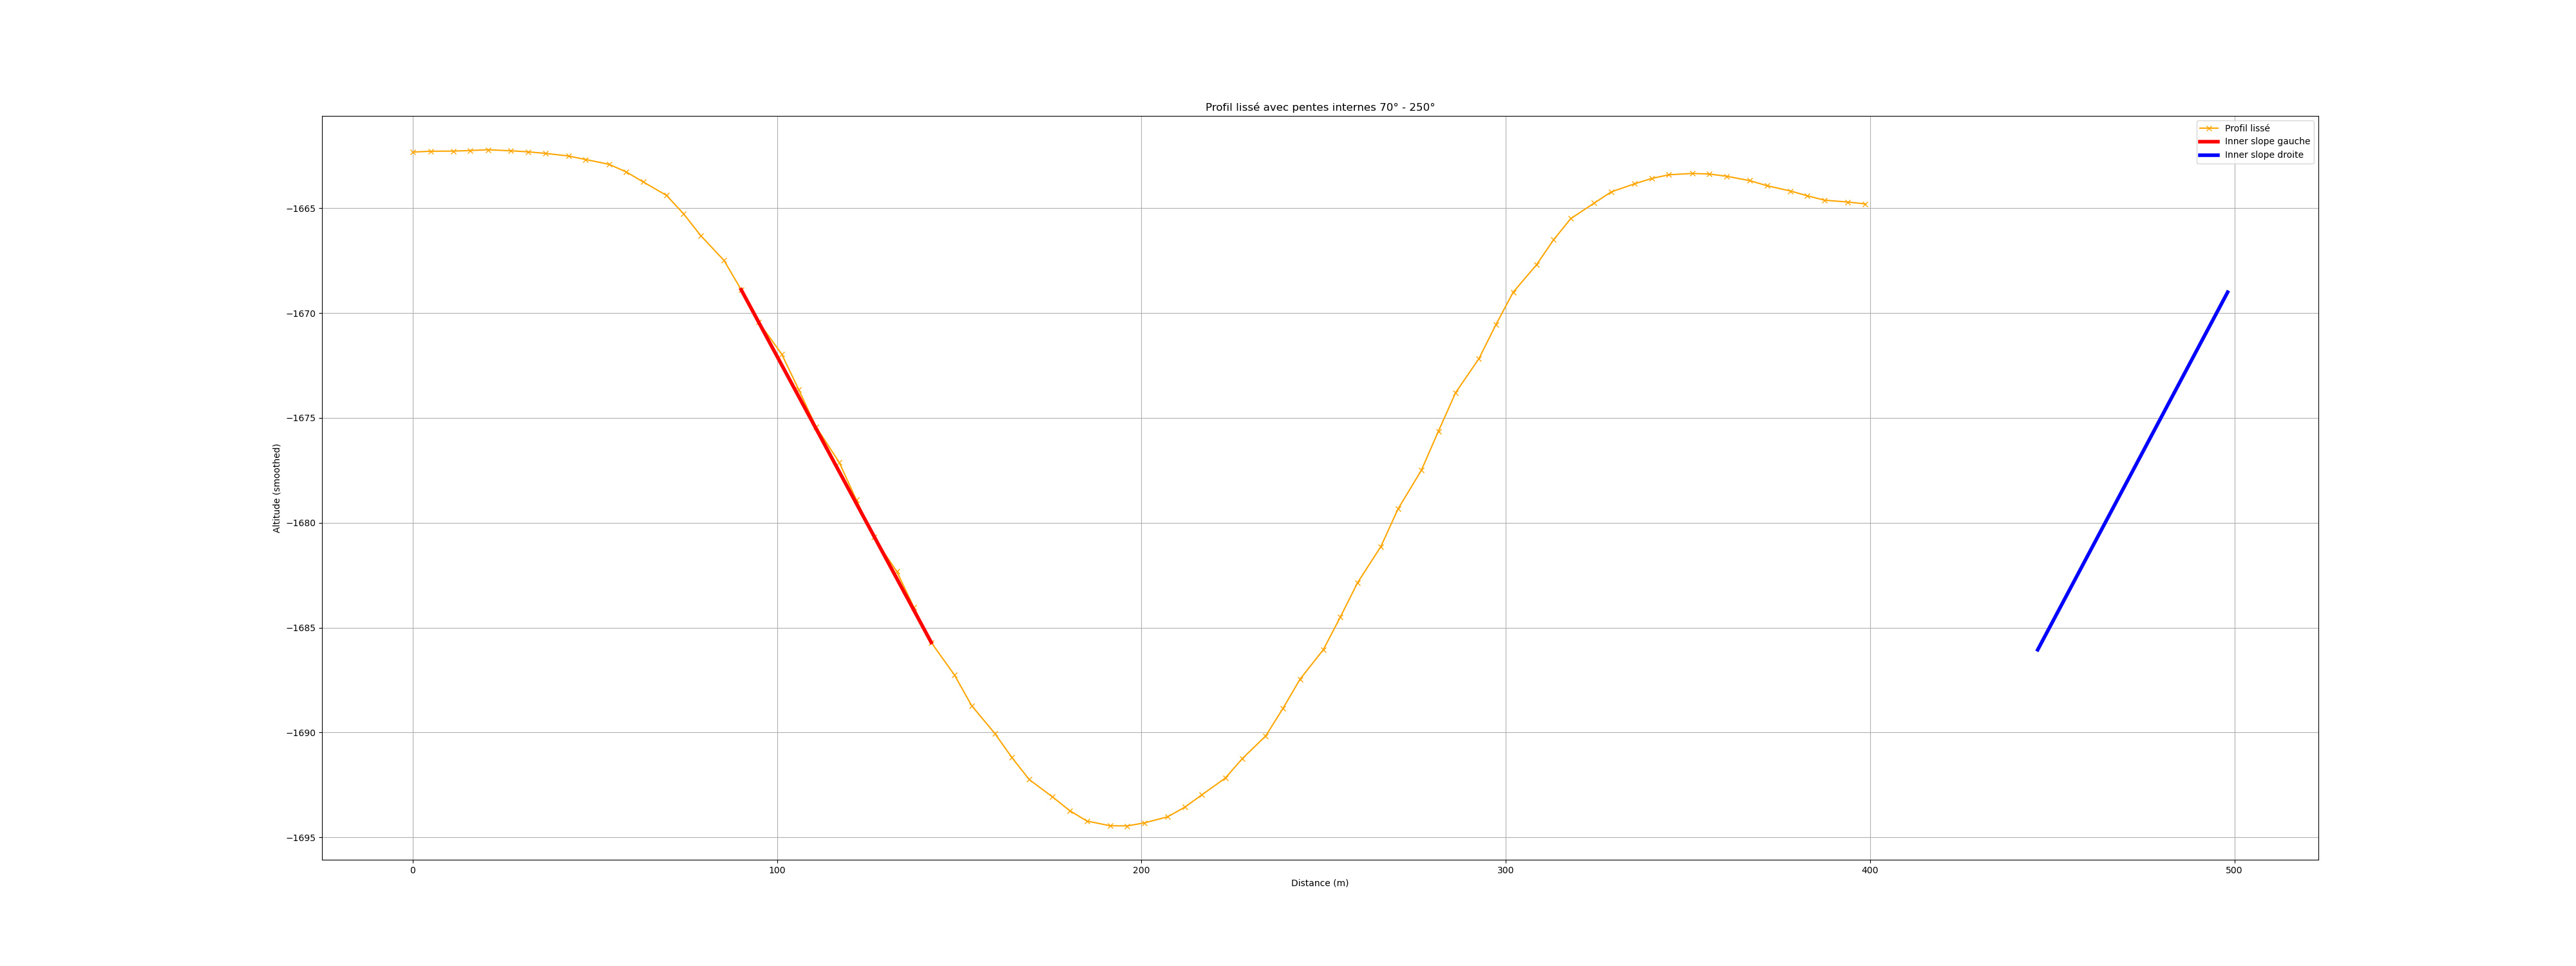 Profil lissé avec pentes internes 70° - 250°
Profil lissé
Inner slope gauche
Inner slope droite
Altitude (smoothed)
−1665
−1670
−1675
−1680
−1685
−1690
−1695
0 100 200 300 400 500
Distance (m)